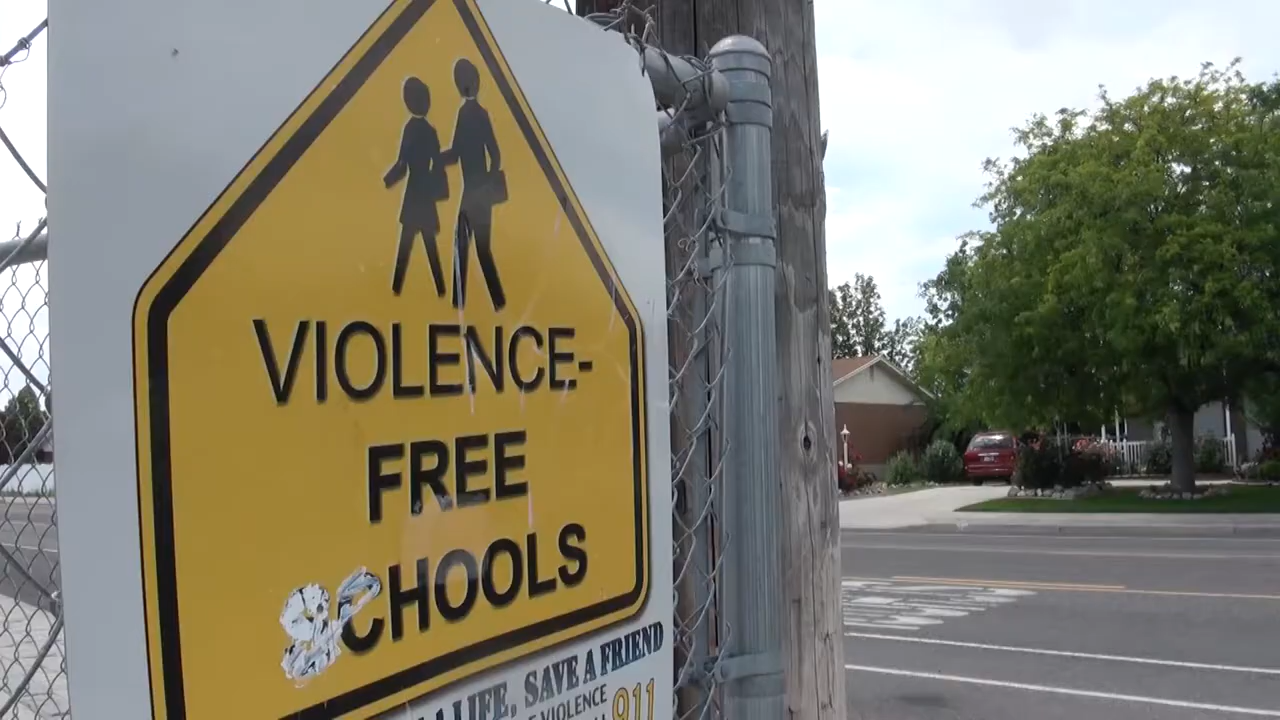 VIOLENCE-
FREE
SCHOOLS
A LIFE, SAVE A FRIEND
VIOLENCE
911